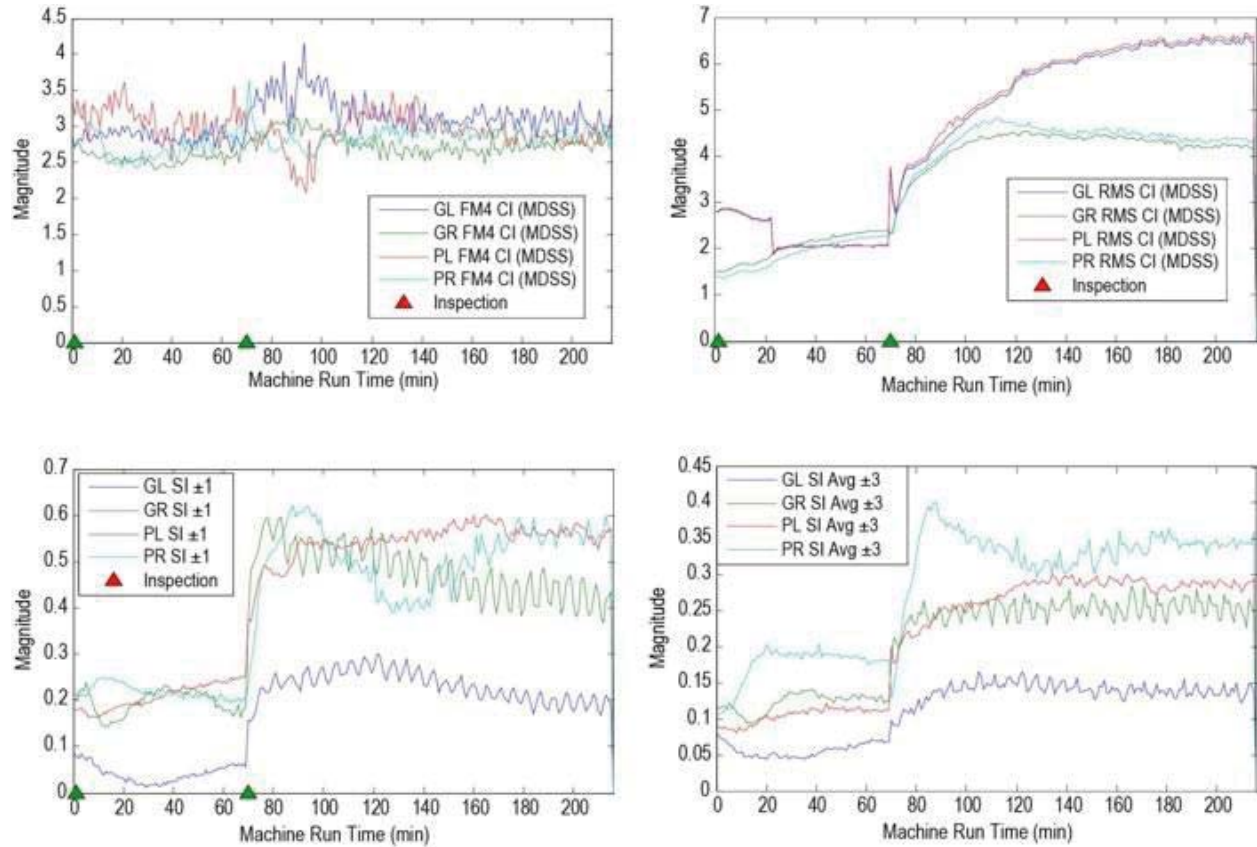 4.5
4
3.5
3
2.5
2
1.5
1
0.5
0
Magnitude
GL FM4 CI (MDSS)
GR FM4 CI (MDSS)
PL FM4 CI (MDSS)
PR FM4 CI (MDSS)
Inspection
0 20 40 60 80 100 120 140 160 180 200
Machine Run Time (min)
7
6
5
4
3
2
1
0
Magnitude
GL RMS CI (MDSS)
GR RMS CI (MDSS)
PL RMS CI (MDSS)
PR RMS CI (MDSS)
Inspection
0 20 40 60 80 100 120 140 160 180 200
Machine Run Time (min)
0.7
0.6
0.5
0.4
0.3
0.2
0.1
0
Magnitude
GL SI ±1
GR SI ±1
PL SI ±1
PR SI ±1
Inspection
0 20 40 60 80 100 120 140 160 180 200
Machine Run Time (min)
0.45
0.4
0.35
0.3
0.25
0.2
0.15
0.1
0.05
0
Magnitude
GL SI Avg ±3
GR SI Avg ±3
PL SI Avg ±3
PR SI Avg ±3
0 20 40 60 80 100 120 140 160 180 200
Machine Run Time (min)